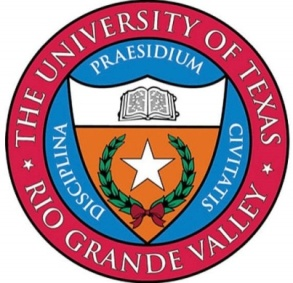 THE UNIVERSITY OF TEXAS
RIO GRANDE VALLEY
DISCIPLINA
PRAESIDIUM
CIVITATIS